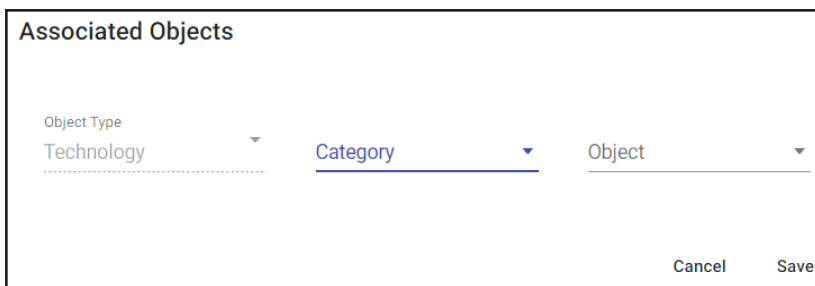 Associated Objects
Object Type
Technology
Category
Object
Cancel
Save